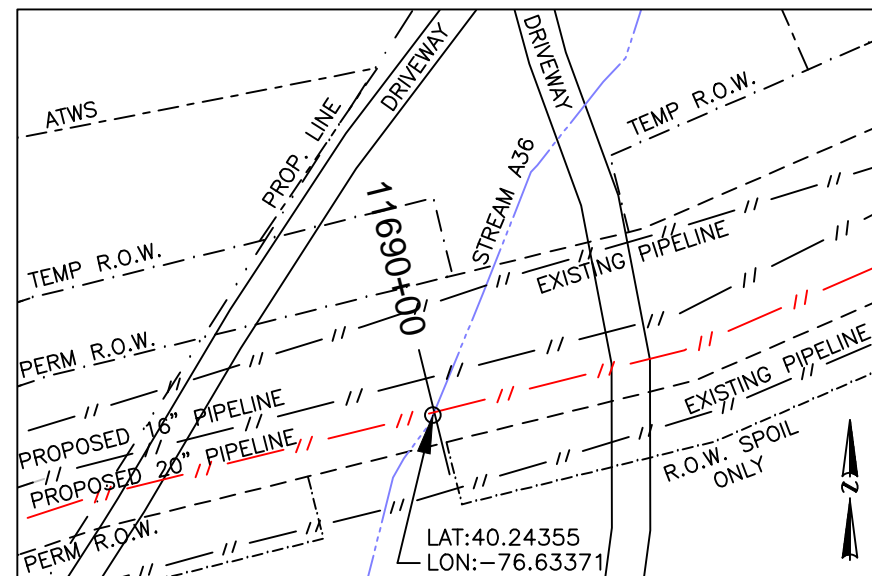 ATWS
PROP. LINE
DRIVEWAY
DRIVEWAY
TEMP R.O.W.
STREAM A36
11690+00
TEMP R.O.W.
EXISTING PIPELINE
PERM R.O.W.
EXISTING PIPELINE
PROPOSED 16" PIPELINE
PROPOSED 20" PIPELINE
R.O.W. SPOIL
ONLY
PERM R.O.W.
LAT:40.24355
LON:-76.63371
N